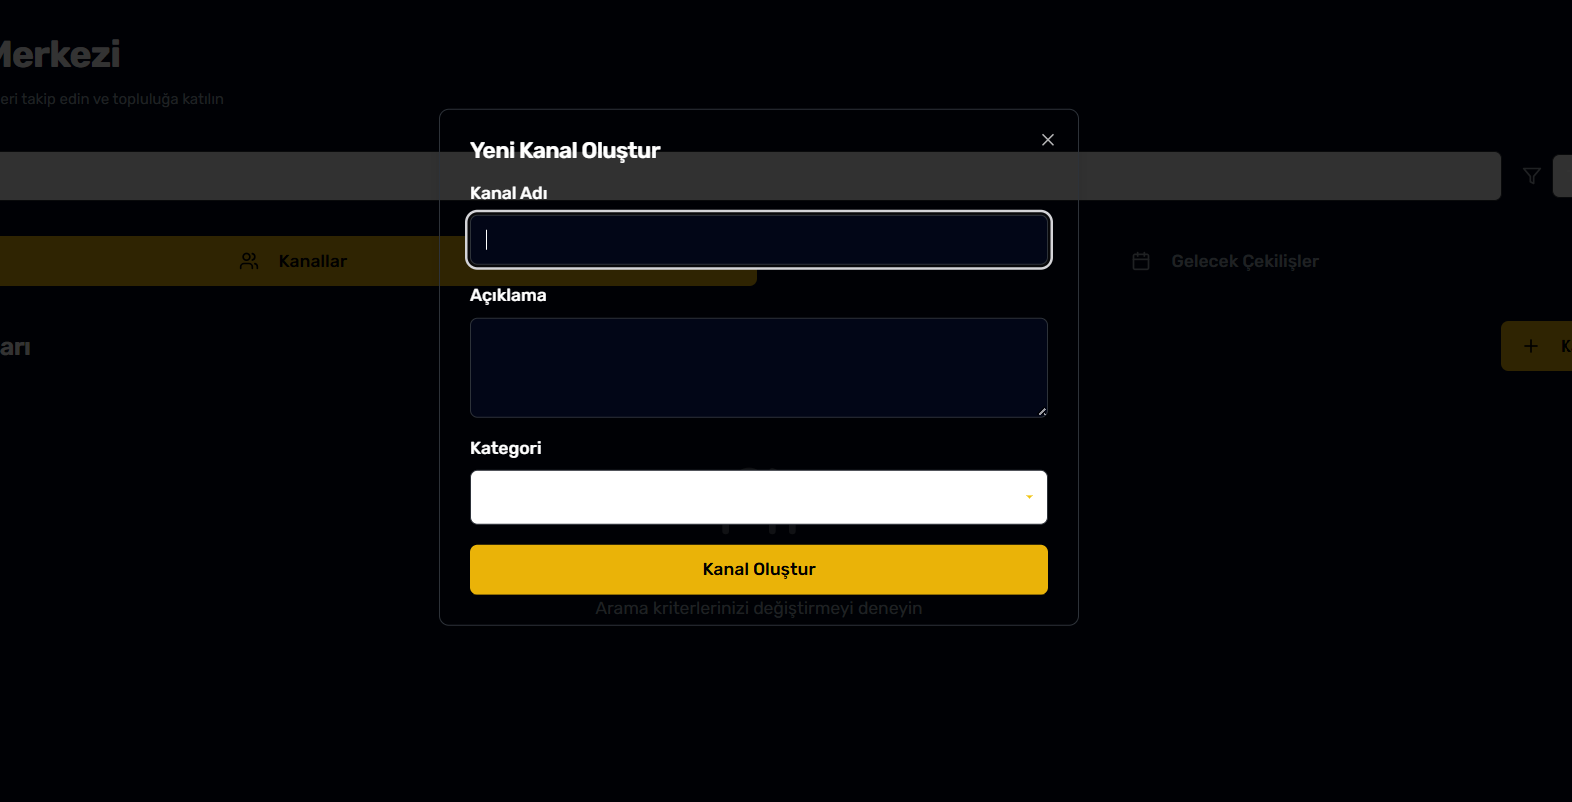 Merkezi
eri takip edin ve topluluğa katılın
Yeni Kanal Oluştur
Kanal Adı
Kanallar
Gelecek Çekilişler
Açıklama
arı
Kategori
Kanal Oluştur
Arama kriterlerinizi değiştirmeyi deneyin